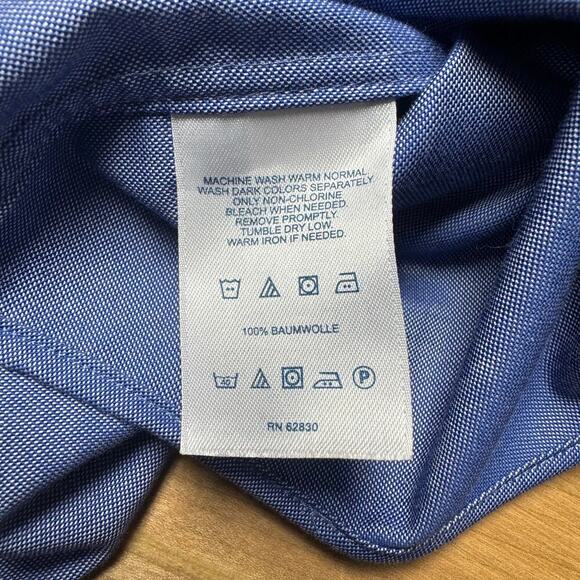 MACHINE WASH WARM NORMAL
WASH DARK COLORS SEPARATELY
ONLY NON-CHLORINE
BLEACH WHEN NEEDED.
REMOVE PROMPTLY.
TUMBLE DRY LOW.
WARM IRON IF NEEDED.
100% BAUMWOLLE
40 P
RN 62830